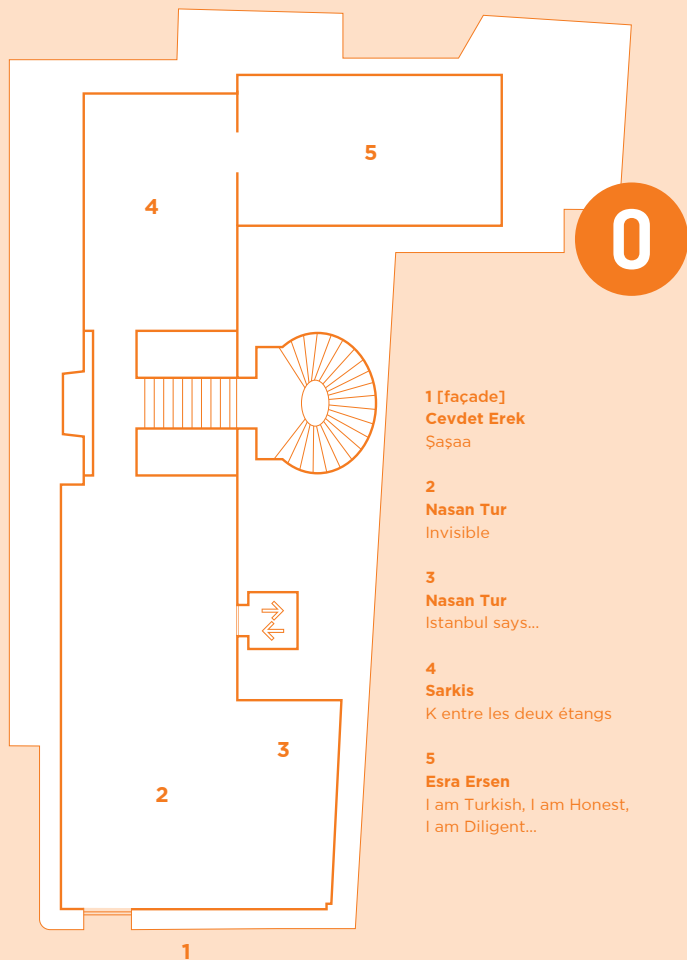 5
4
0
1 [façade]
Cevdet Erek
Şaşaa
2
Nasan Tur
Invisible
3
Nasan Tur
Istanbul says...
4
Sarkis
K entre les deux étangs
5
Esra Ersen
I am Turkish, I am Honest,
I am Diligent...
3
2
1